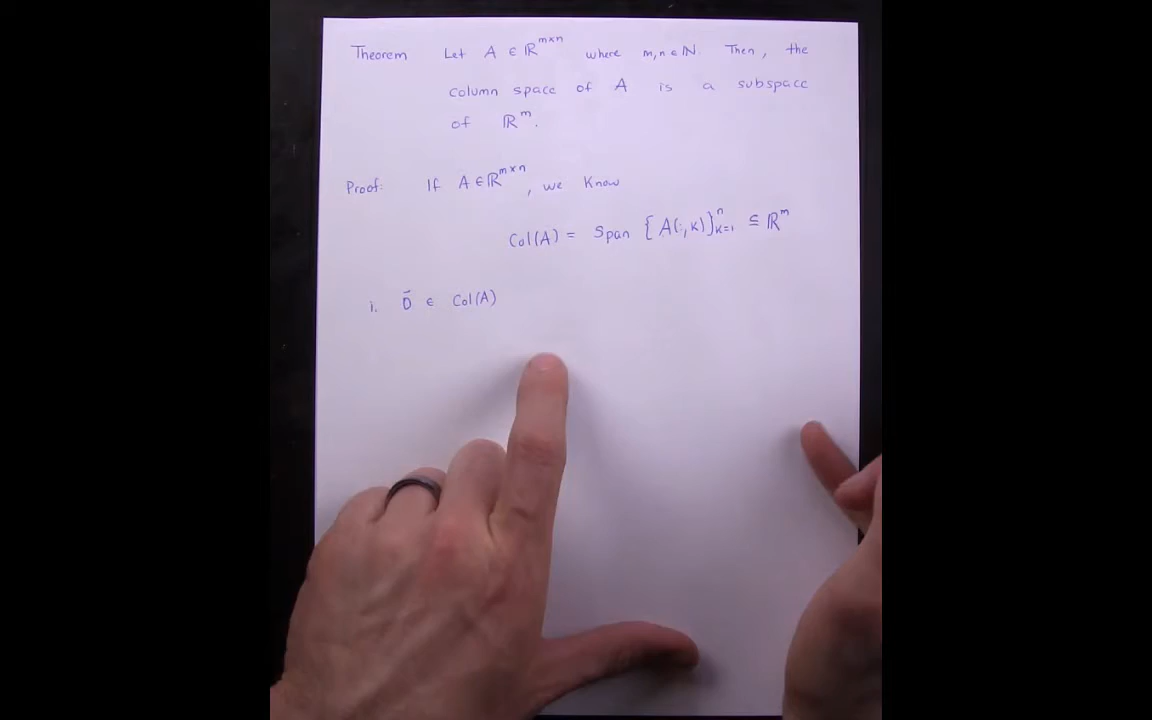 Theorem Let A ∈ ℝ^{m×n} where m,n ∈ ℕ. Then, the
column space of A is a subspace
of ℝ^m.
Proof: If A ∈ ℝ^{m×n}, we know
Col(A) = Span {A(:,k)}_{k=1}^{n} ⊆ ℝ^m
i. 0⃗ ∈ Col(A)